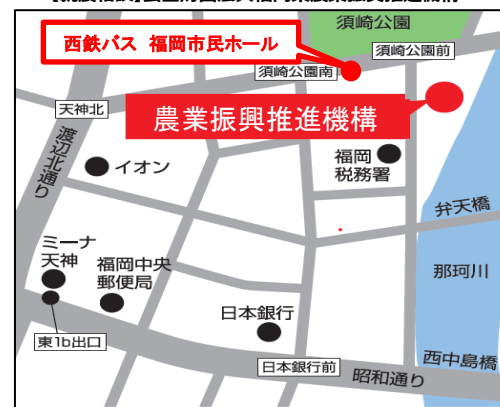 須崎公園
西鉄バス 福岡市民ホール
須崎公園前
須崎公園南
天神北
農業振興推進機構
渡辺北通り
イオン
福岡
税務署
弁天橋
ミーナ
天神
福岡中央
郵便局
那珂川
日本銀行
東1b出口
日本銀行前
西中島橋
昭和通り